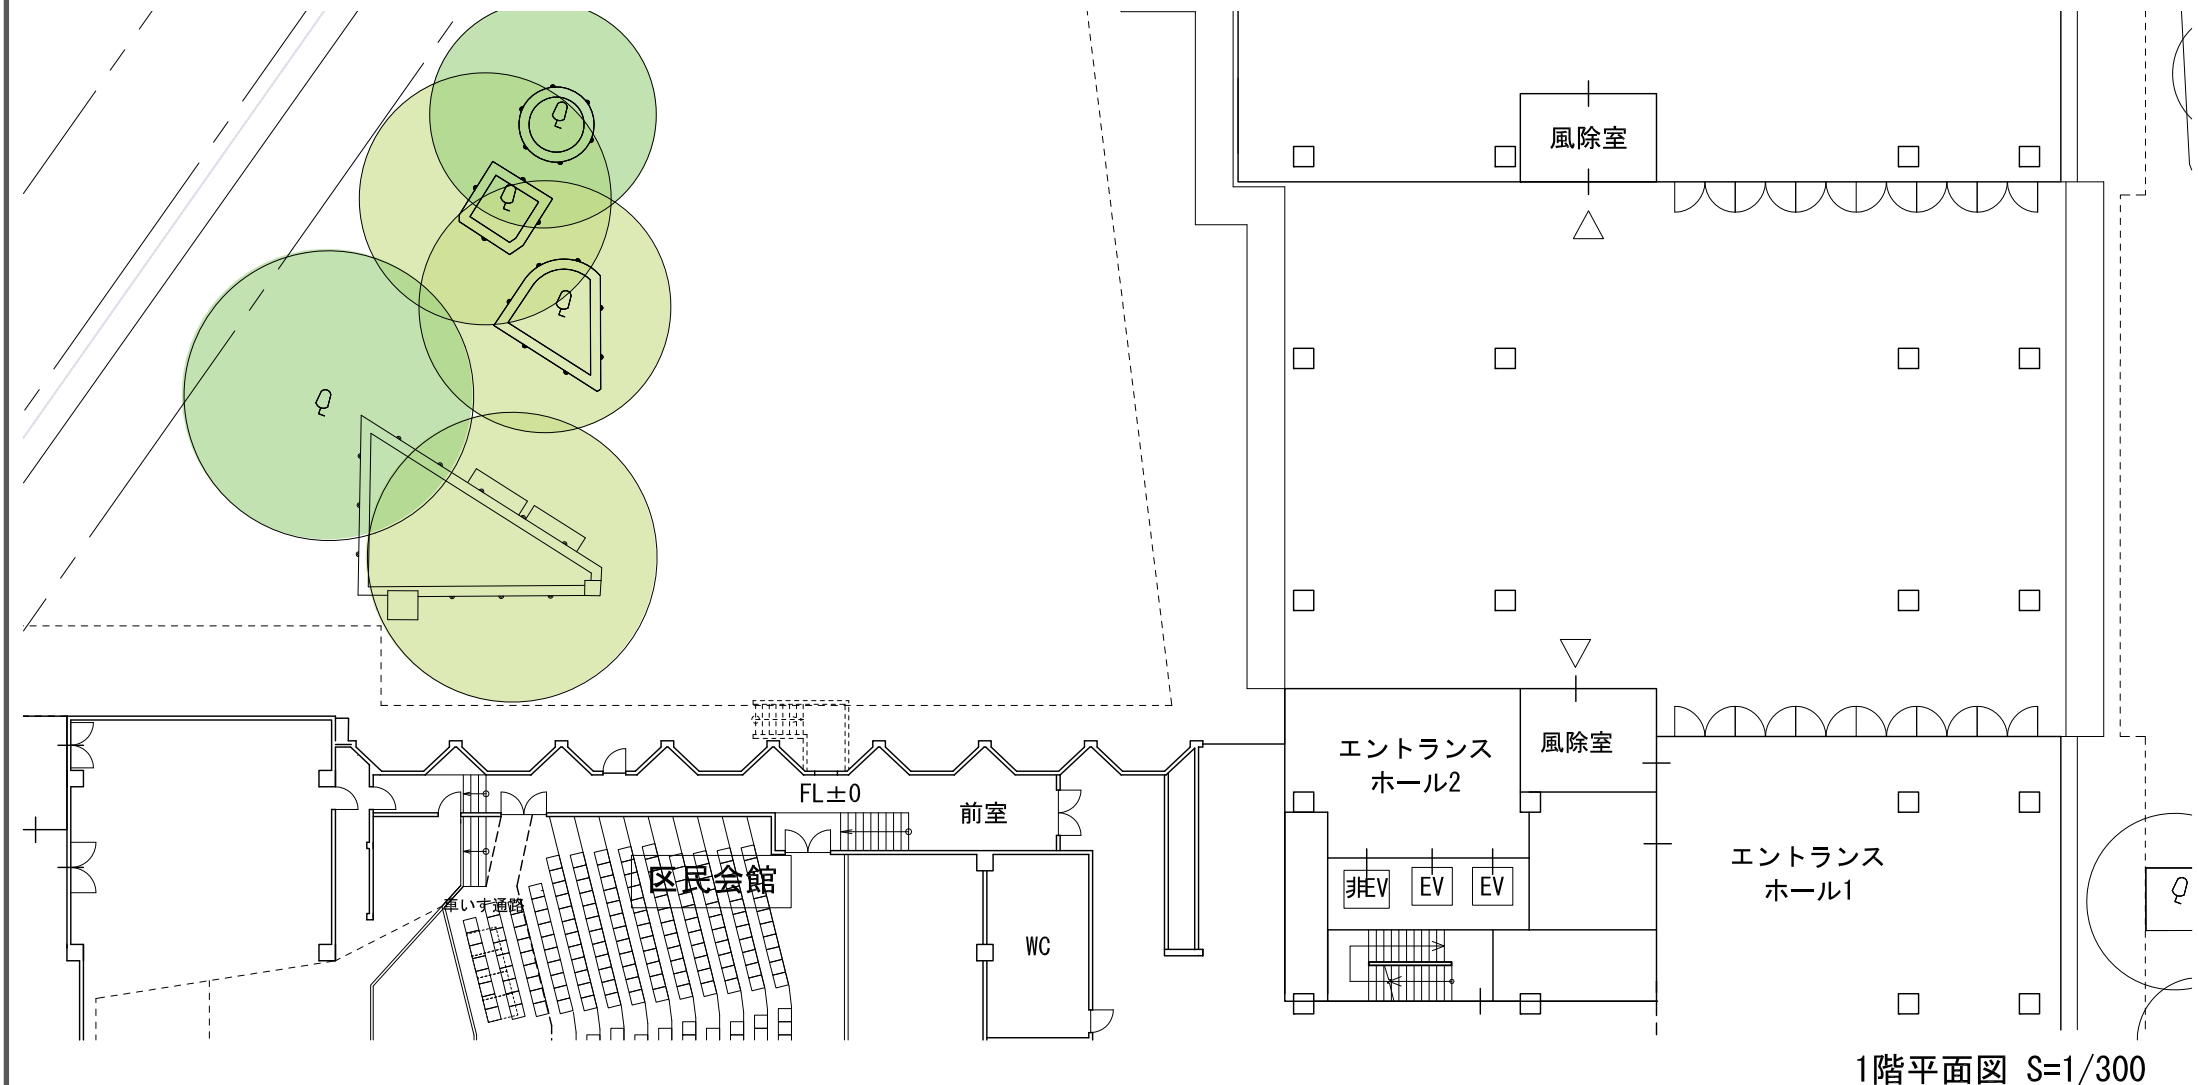 風除室
エントランス
ホール2
風除室
FL±0
前室
エントランス
ホール1
区民会館
非EV
EV
EV
車いす通路
WC
1階平面図 S=1/300